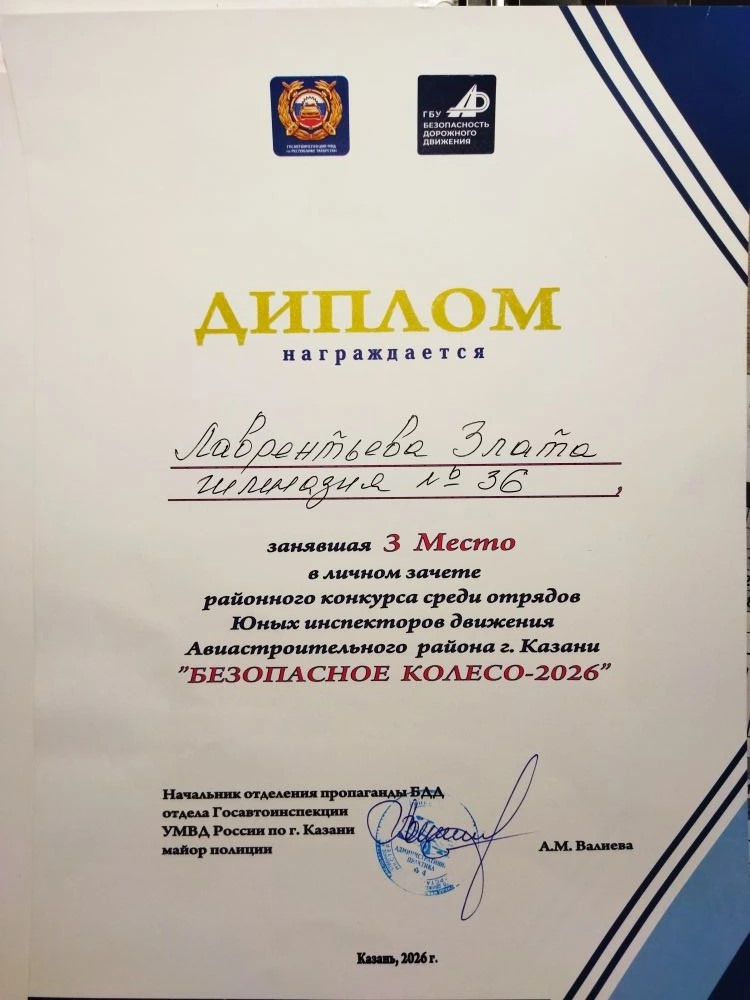 ГОСАВТОИНСПЕКЦИЯ МВД
по РЕСПУБЛИКЕ ТАТАРСТАН
ГБУ
БЕЗОПАСНОСТЬ
ДОРОЖНОГО
ДВИЖЕНИЯ
ДИПЛОМ
награждается
Лаврентьева Злата
гимназия № 36 ,
занявшая 3 Место
в личном зачете
районного конкурса среди отрядов
Юных инспекторов движения
Авиастроительного района г. Казани
"БЕЗОПАСНОЕ КОЛЕСО-2026"
Начальник отделения пропаганды БДД
отдела Госавтоинспекции
УМВД России по г. Казани
майор полиции
А.М. Валиева
АДМИНИСТРАТИВНАЯ
ПРАКТИКА
Казань, 2026 г.